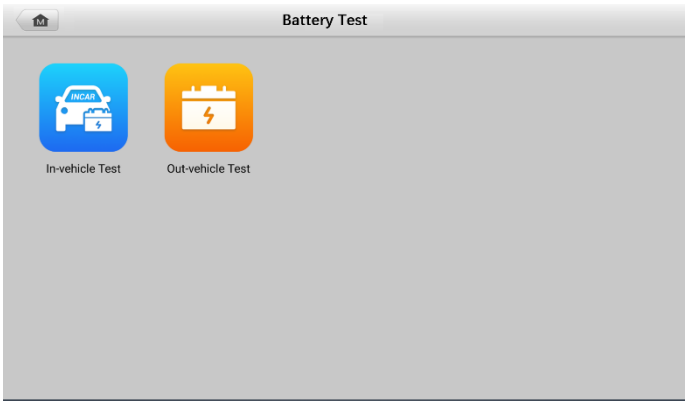 M
Battery Test
INCAR
In-vehicle Test
Out-vehicle Test